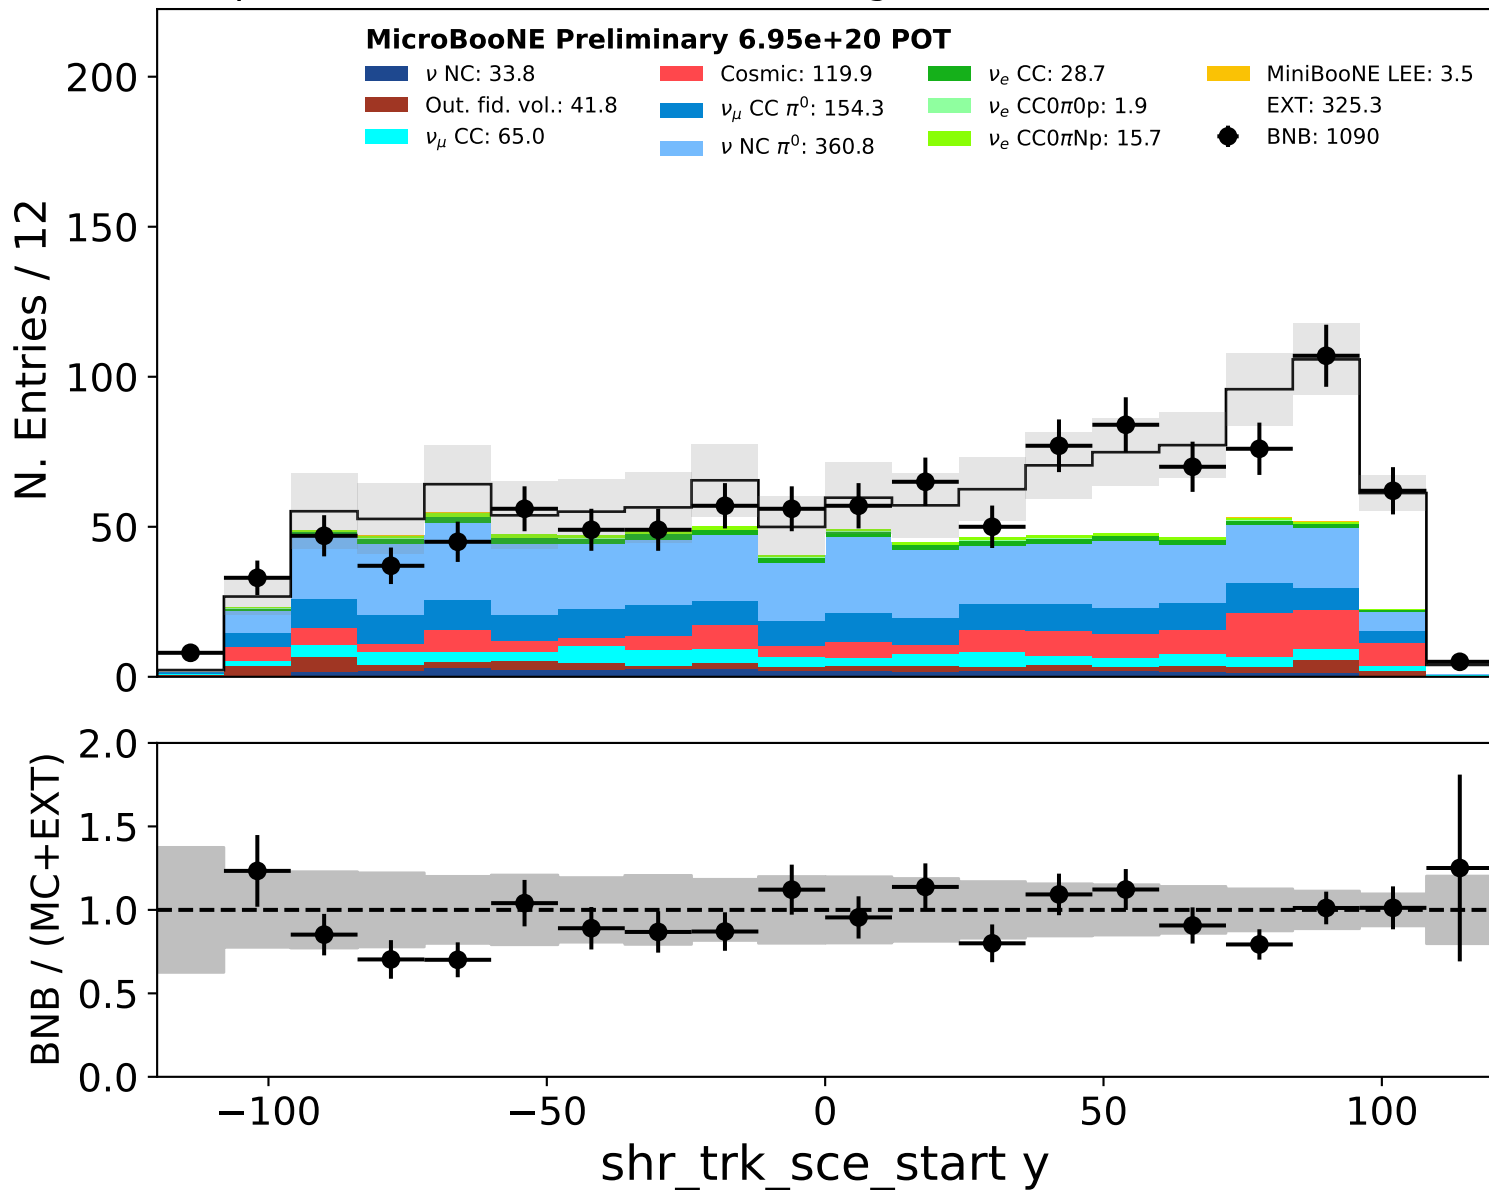 MicroBooNE Preliminary 6.95e+20 POT
ν NC: 33.8
Out. fid. vol.: 41.8
νμ CC: 65.0
Cosmic: 119.9
νμ CC π⁰: 154.3
ν NC π⁰: 360.8
νe CC: 28.7
νe CC0π0p: 1.9
νe CC0πNp: 15.7
MiniBooNE LEE: 3.5
EXT: 325.3
BNB: 1090
N. Entries / 12
200
150
100
50
0
BNB / (MC+EXT)
2.0
1.5
1.0
0.5
0.0
−100 −50 0 50 100
shr_trk_sce_start y